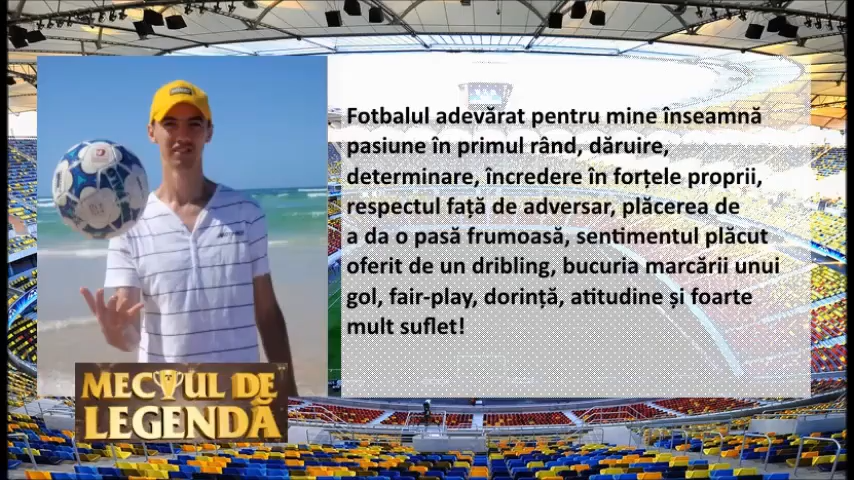 Fotbalul adevărat pentru mine înseamnă
pasiune în primul rând, dăruire,
determinare, încredere în forțele proprii,
respectul față de adversar, plăcerea de
a da o pasă frumoasă, sentimentul plăcut
oferit de un dribling, bucuria marcării unui
gol, fair-play, dorință, atitudine și foarte
mult suflet!
MECIUL DE
LEGENDĂ